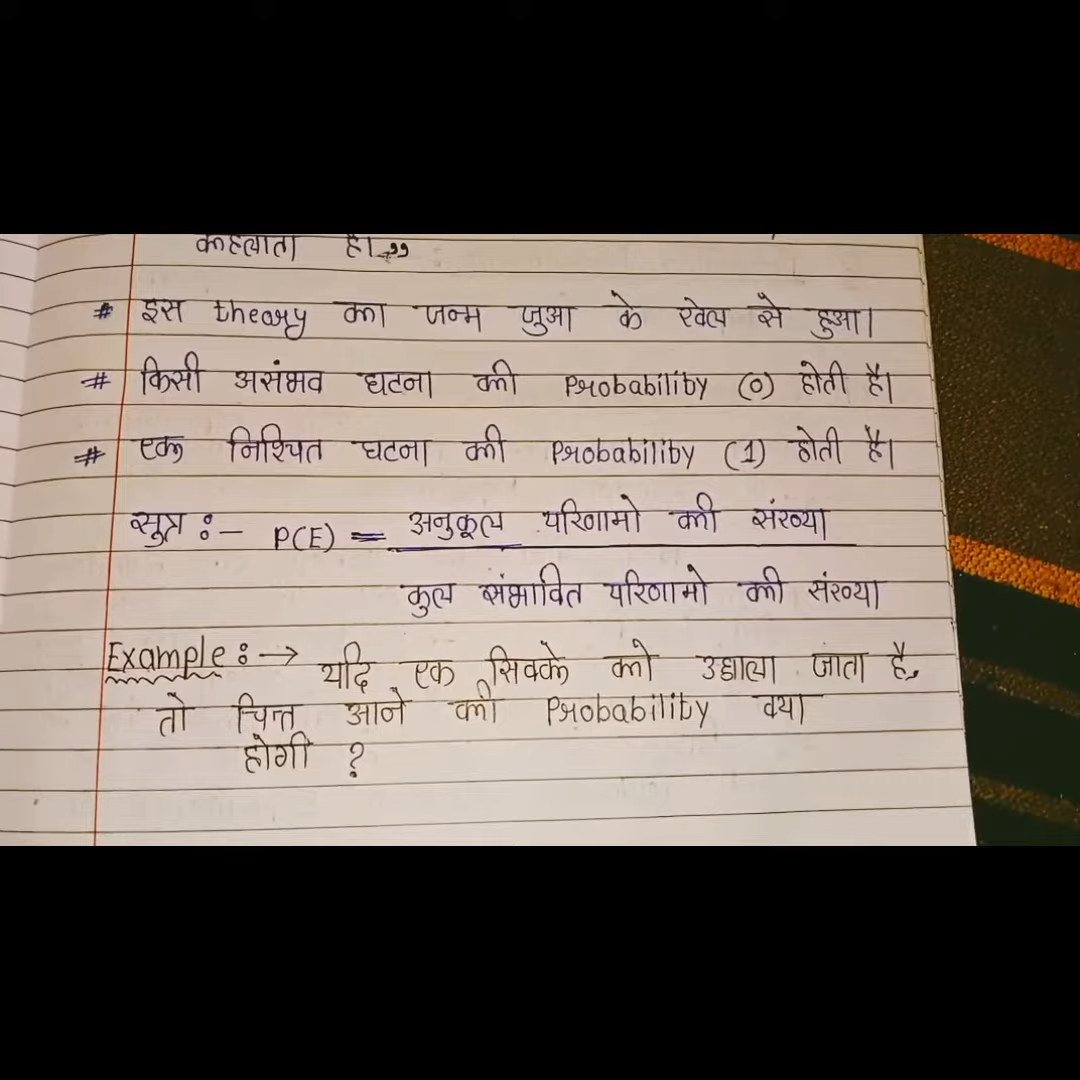 कहलाता है।"
# इस theory का जन्म जुआ के खेल से हुआ।
# किसी असंभव घटना की Probability (0) होती है।
# एक निश्चित घटना की Probability (1) होती है।
सुत्र :- P(E) = अनुकूल परिणामो की संख्या
कुल संभावित परिणामो की संख्या
Example :-> यदि एक सिक्के को उछाला जाता है,
तो चित्त आने की Probability क्या
होगी ?